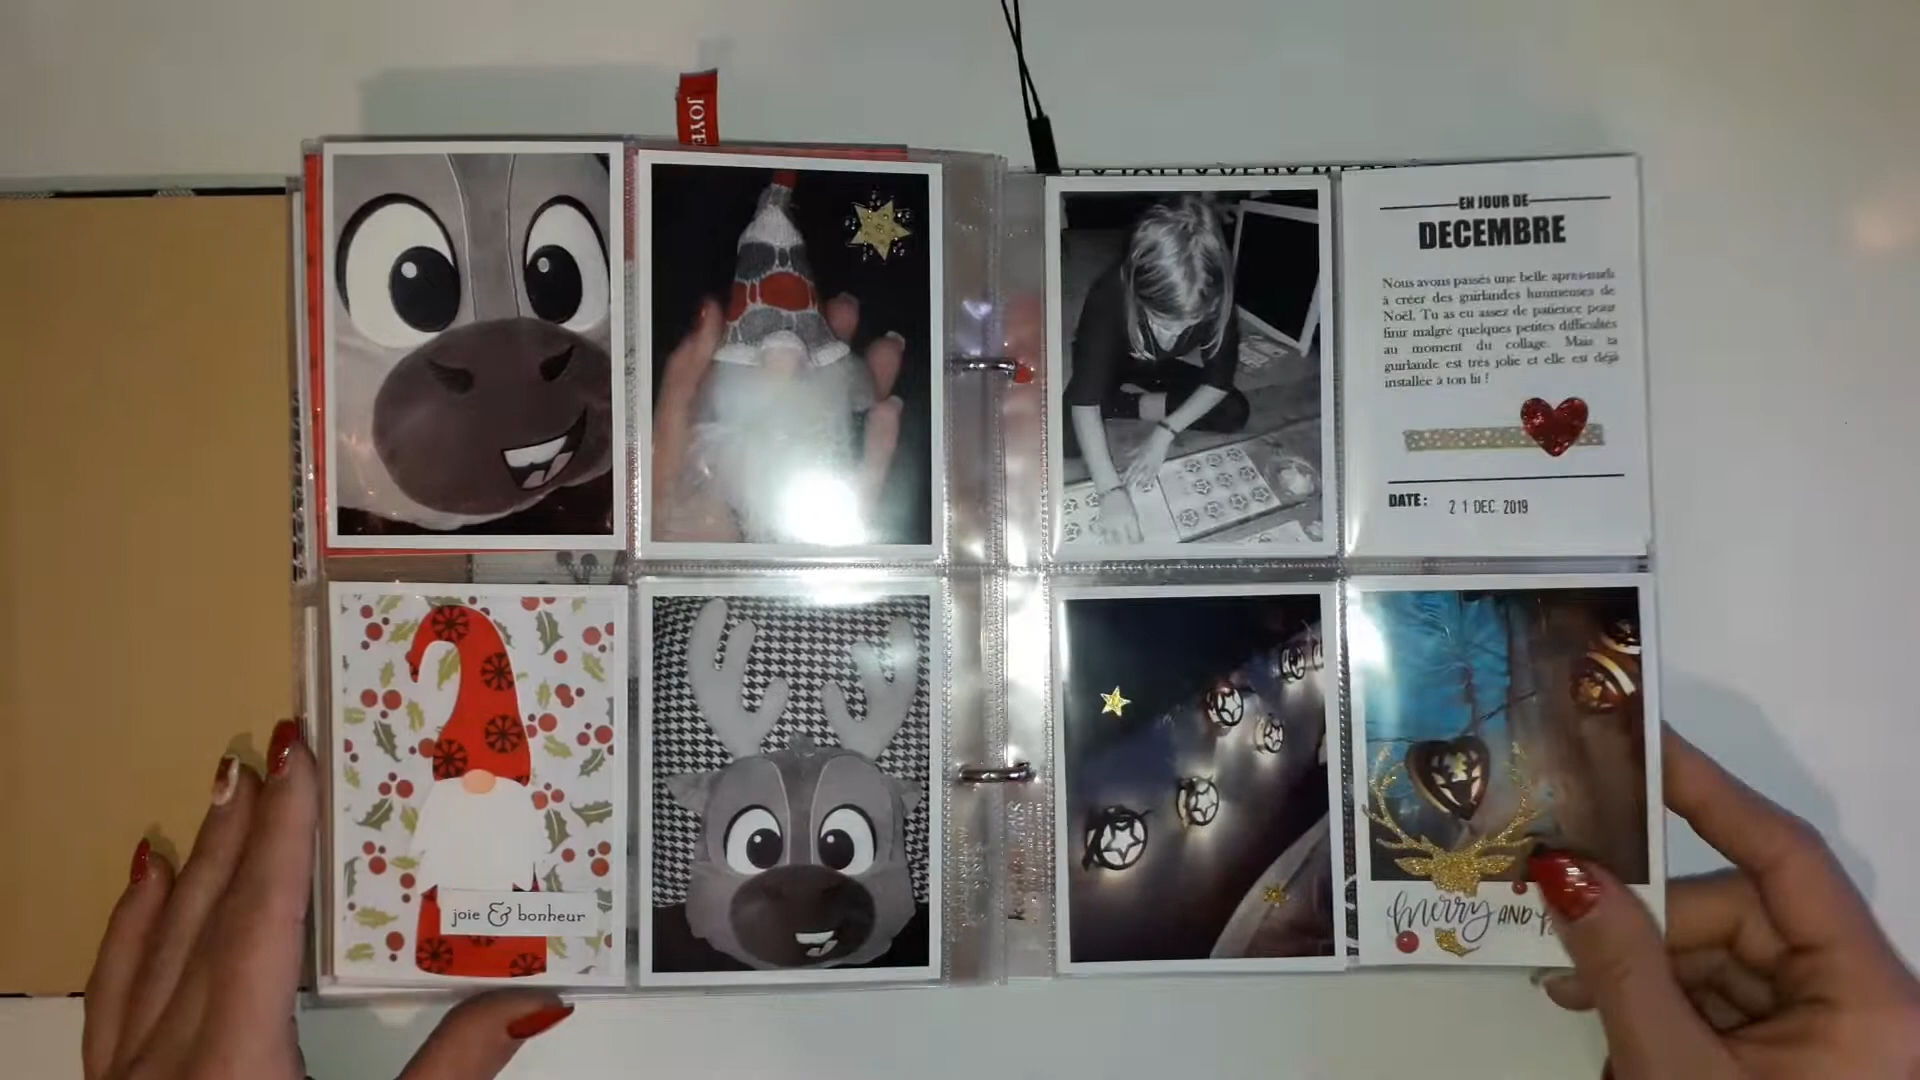 JOYE
EN JOUR DE
DECEMBRE
Nous avons passés une belle apres-midi
à créer des guirlandes lumineuses de
Noël. Tu as eu assez de patience pour
finir malgré quelques petites difficultés
au moment du collage. Mais ta
guirlande est très jolie et elle est déjà
installée à ton lit !
DATE: 21 DEC. 2019
joie & bonheur
merry AND